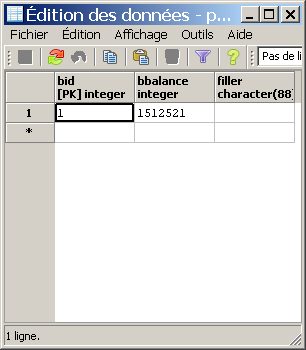 Édition des données - p...
Fichier Édition Affichage Outils Aide
Pas de li
bid bbalance filler
[PK] integer integer character(88)
1 1 1512521
*
1 ligne.